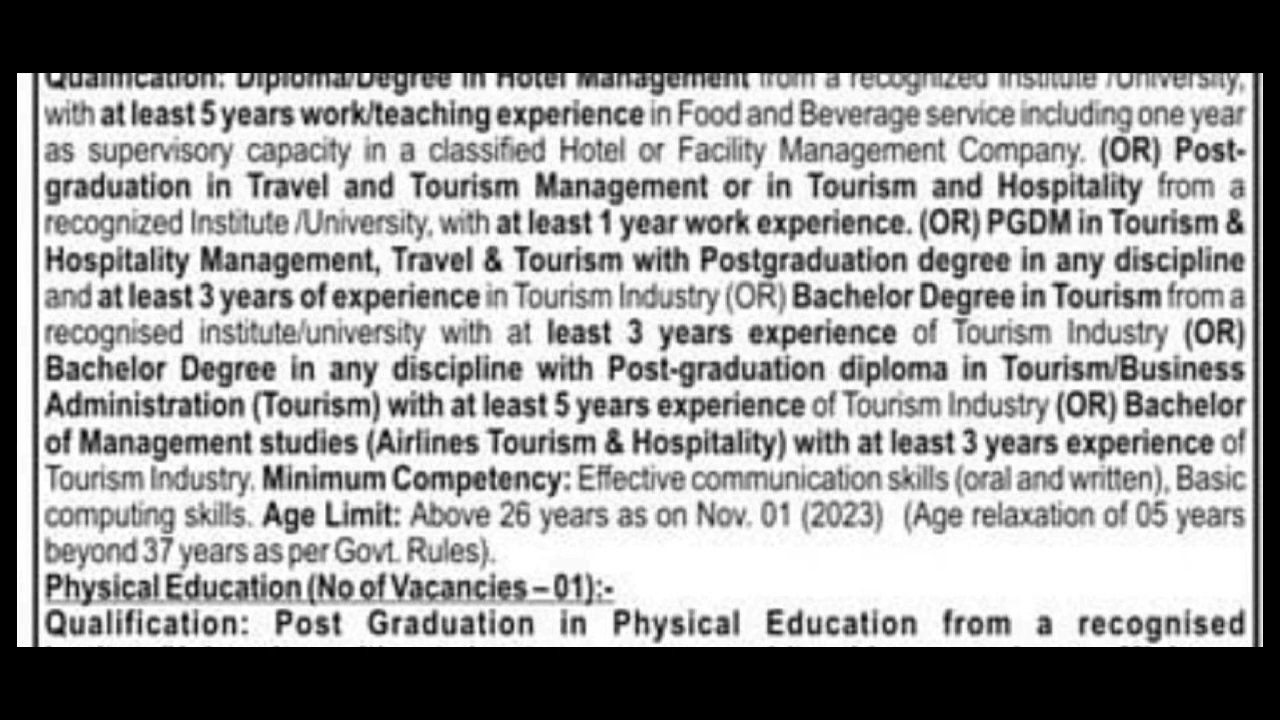 Qualification: Diploma/Degree in Hotel Management from a recognized Institute /University,
with at least 5 years work/teaching experience in Food and Beverage service including one year
as supervisory capacity in a classified Hotel or Facility Management Company. (OR) Post-
graduation in Travel and Tourism Management or in Tourism and Hospitality from a
recognized Institute /University, with at least 1 year work experience. (OR) PGDM in Tourism &
Hospitality Management, Travel & Tourism with Postgraduation degree in any discipline
and at least 3 years of experience in Tourism Industry (OR) Bachelor Degree in Tourism from a
recognised institute/university with at least 3 years experience of Tourism Industry (OR)
Bachelor Degree in any discipline with Post-graduation diploma in Tourism/Business
Administration (Tourism) with at least 5 years experience of Tourism Industry (OR) Bachelor
of Management studies (Airlines Tourism & Hospitality) with at least 3 years experience of
Tourism Industry. Minimum Competency: Effective communication skills (oral and written), Basic
computing skills. Age Limit: Above 26 years as on Nov. 01 (2023) (Age relaxation of 05 years
beyond 37 years as per Govt. Rules).
Physical Education (No of Vacancies – 01):-
Qualification: Post Graduation in Physical Education from a recognised